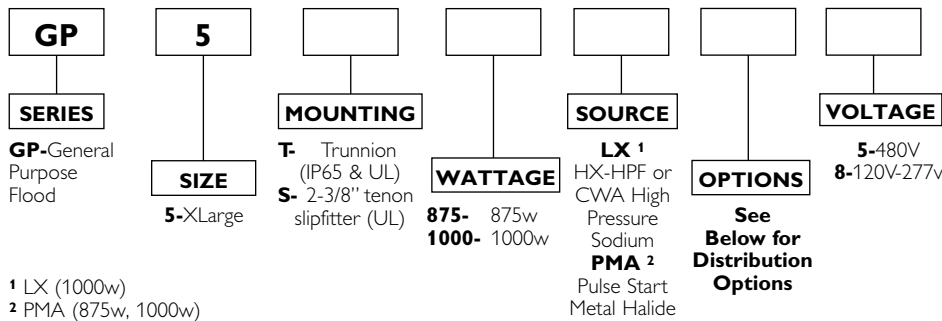 GP 5
SERIES
GP-General
Purpose
Flood
SIZE
5-XLarge
MOUNTING
T- Trunnion
(IP65 & UL)
S- 2-3/8” tenon
slipfitter (UL)
WATTAGE
875- 875w
1000- 1000w
SOURCE
LX ¹
HX-HPF or
CWA High
Pressure
Sodium
PMA ²
Pulse Start
Metal Halide
OPTIONS
See
Below for
Distribution
Options
VOLTAGE
5-480V
8-120V-277v
¹ LX (1000w)
² PMA (875w, 1000w)